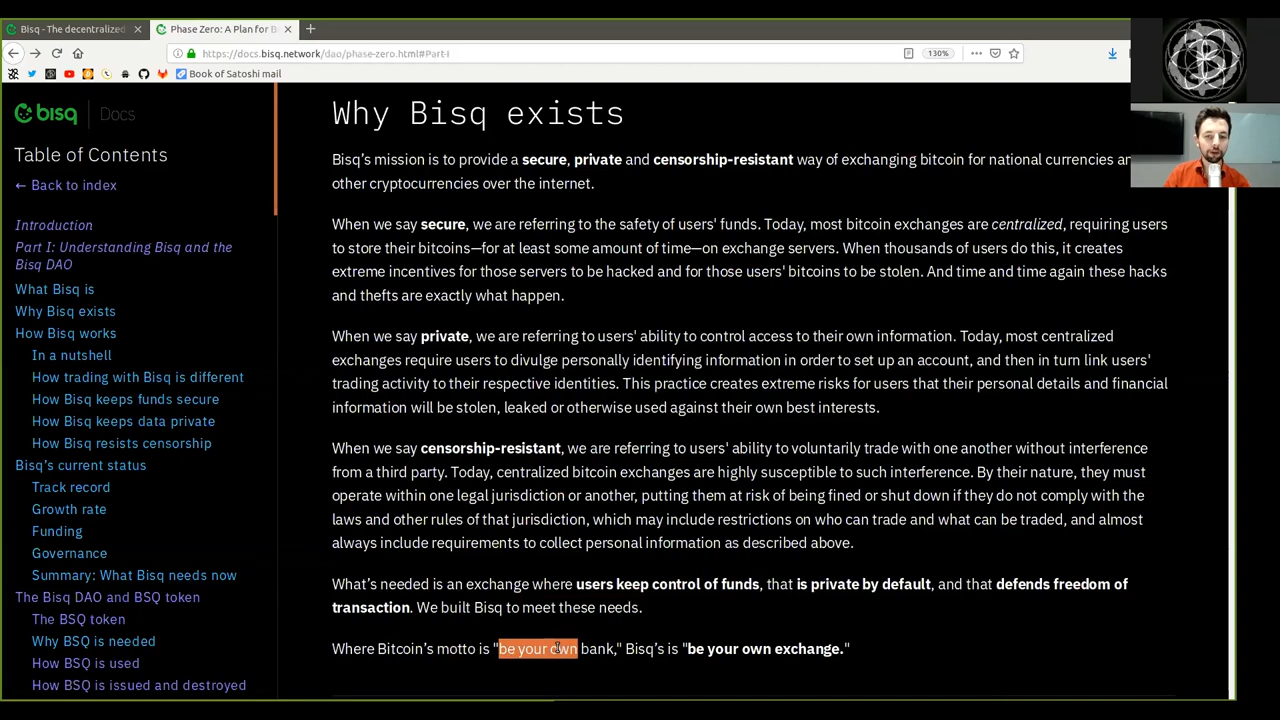 Bisq - The decentralized
Phase Zero: A Plan for B
https://docs.bisq.network/dao/phase-zero.html#Part-I
130%
Book of Satoshi mail
bisq
Docs
Table of Contents
← Back to index
Introduction
Part I: Understanding Bisq and the
Bisq DAO
What Bisq is
Why Bisq exists
How Bisq works
In a nutshell
How trading with Bisq is different
How Bisq keeps funds secure
How Bisq keeps data private
How Bisq resists censorship
Bisq's current status
Track record
Growth rate
Funding
Governance
Summary: What Bisq needs now
The Bisq DAO and BSQ token
The BSQ token
Why BSQ is needed
How BSQ is used
How BSQ is issued and destroyed
Why Bisq exists
Bisq's mission is to provide a secure, private and censorship-resistant way of exchanging bitcoin for national currencies
other cryptocurrencies over the internet.
When we say secure, we are referring to the safety of users' funds. Today, most bitcoin exchanges are centralized, requiring users
to store their bitcoins—for at least some amount of time—on exchange servers. When thousands of users do this, it creates
extreme incentives for those servers to be hacked and for those users' bitcoins to be stolen. And time and time again these hacks
and thefts are exactly what happen.
When we say private, we are referring to users' ability to control access to their own information. Today, most centralized
exchanges require users to divulge personally identifying information in order to set up an account, and then in turn link users'
trading activity to their respective identities. This practice creates extreme risks for users that their personal details and financial
information will be stolen, leaked or otherwise used against their own best interests.
When we say censorship-resistant, we are referring to users' ability to voluntarily trade with one another without interference
from a third party. Today, centralized bitcoin exchanges are highly susceptible to such interference. By their nature, they must
operate within one legal jurisdiction or another, putting them at risk of being fined or shut down if they do not comply with the
laws and other rules of that jurisdiction, which may include restrictions on who can trade and what can be traded, and almost
always include requirements to collect personal information as described above.
What's needed is an exchange where users keep control of funds, that is private by default, and that defends freedom of
transaction. We built Bisq to meet these needs.
Where Bitcoin's motto is "be your own bank," Bisq's is "be your own exchange."